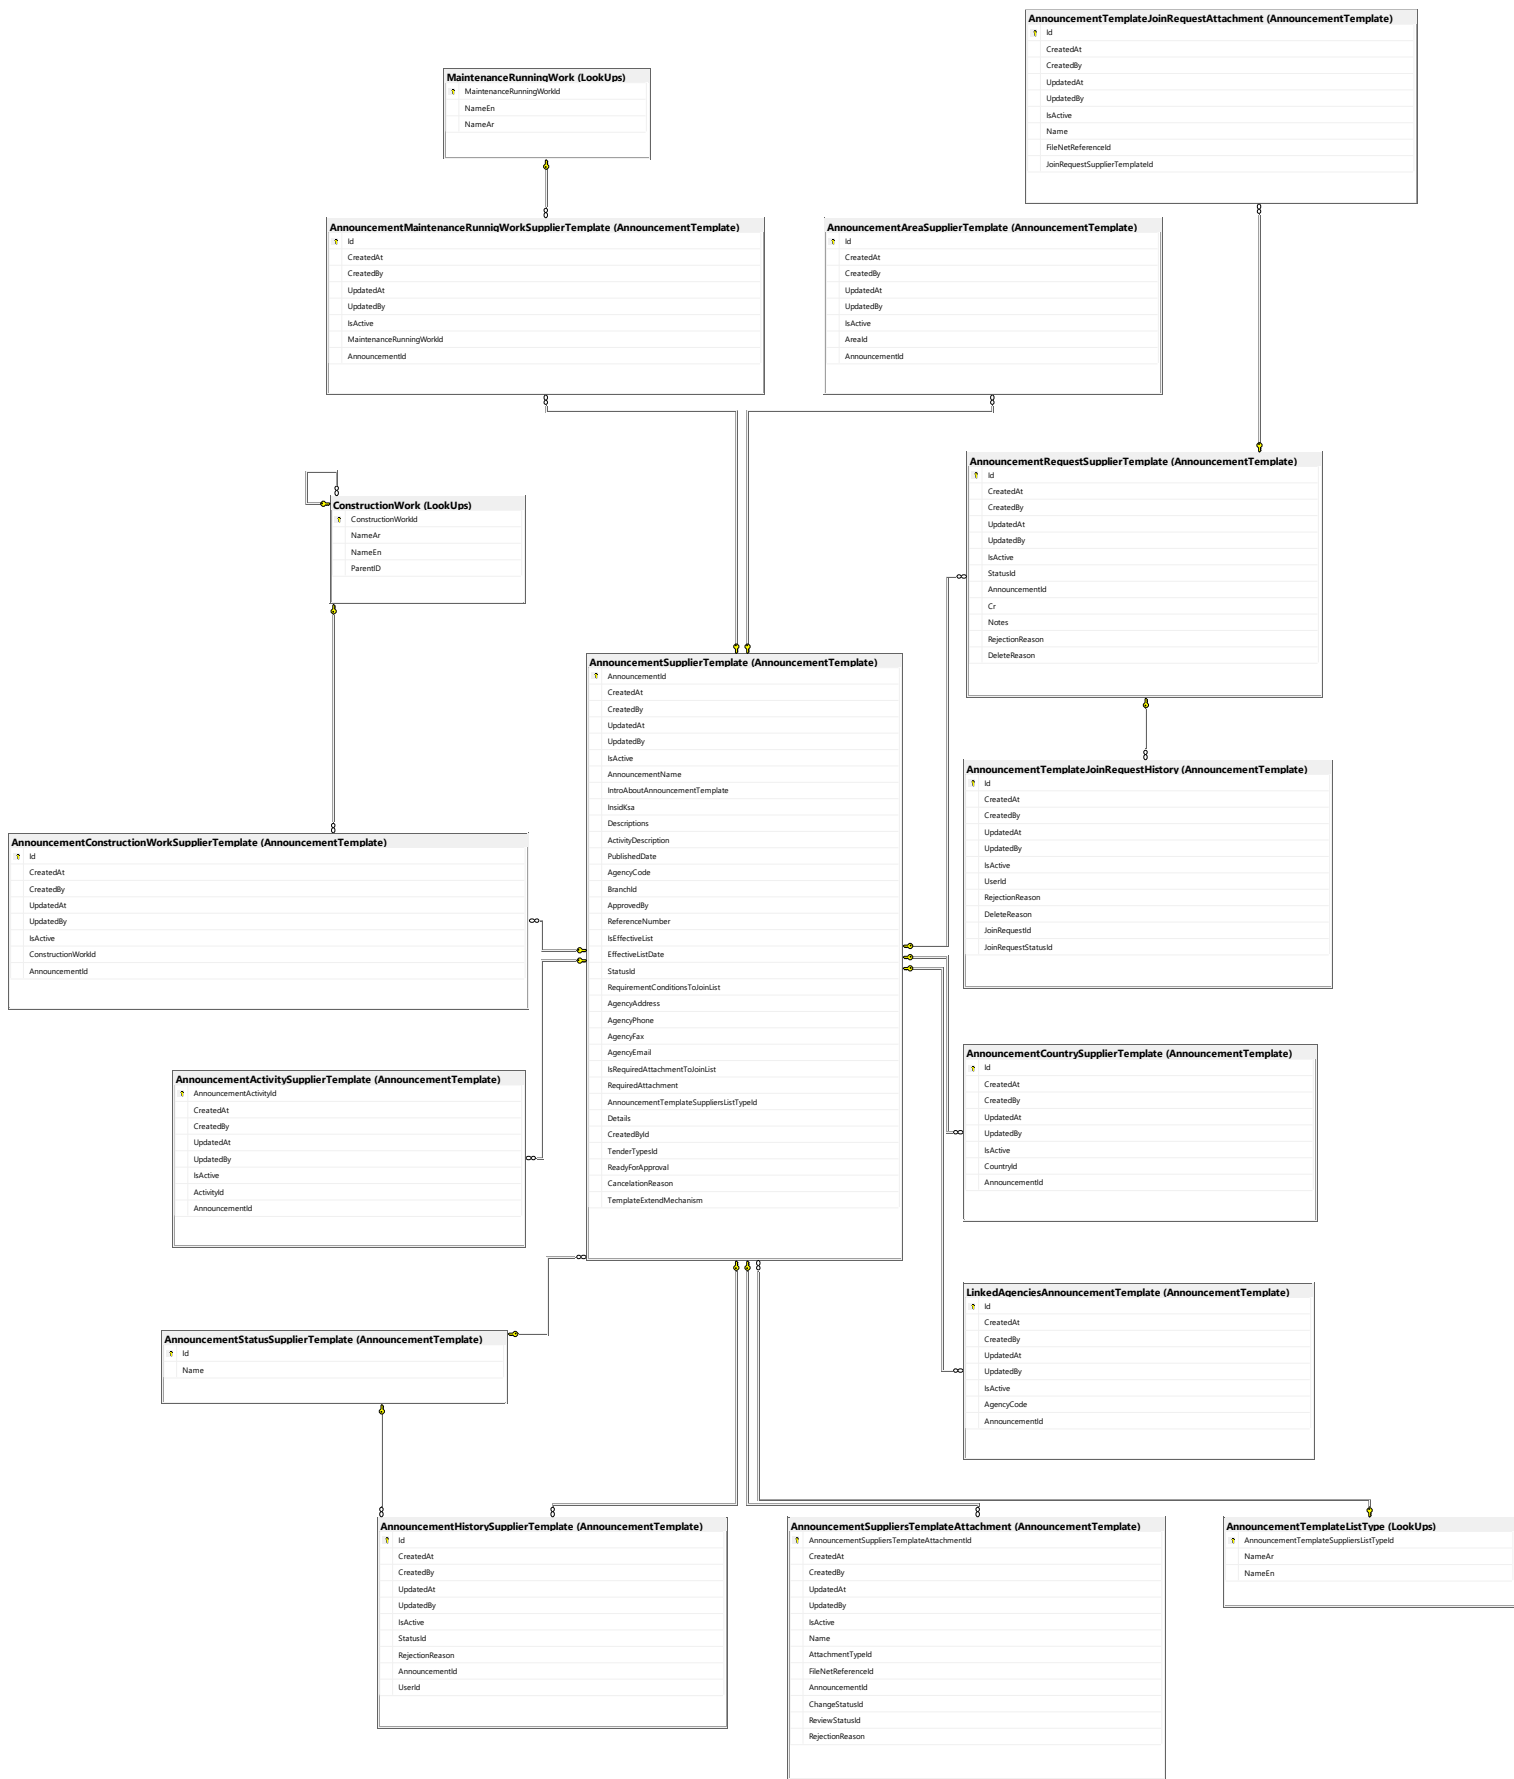 AnnouncementTemplateJoinRequestAttachment (AnnouncementTemplate)
Id
CreatedAt
CreatedBy
UpdatedAt
UpdatedBy
IsActive
Name
FileNetReferenceId
JoinRequestSupplierTemplateId
MaintenanceRunningWork (LookUps)
MaintenanceRunningWorkId
NameEn
NameAr
AnnouncementMaintenanceRunniqWorkSupplierTemplate (AnnouncementTemplate)
Id
CreatedAt
CreatedBy
UpdatedAt
UpdatedBy
IsActive
MaintenanceRunningWorkId
AnnouncementId
AnnouncementAreaSupplierTemplate (AnnouncementTemplate)
Id
CreatedAt
CreatedBy
UpdatedAt
UpdatedBy
IsActive
AreaId
AnnouncementId
AnnouncementRequestSupplierTemplate (AnnouncementTemplate)
Id
CreatedAt
CreatedBy
UpdatedAt
UpdatedBy
IsActive
StatusId
AnnouncementId
Cr
Notes
RejectionReason
DeleteReason
ConstructionWork (LookUps)
ConstructionWorkId
NameAr
NameEn
ParentID
AnnouncementSupplierTemplate (AnnouncementTemplate)
AnnouncementId
CreatedAt
CreatedBy
UpdatedAt
UpdatedBy
IsActive
AnnouncementName
IntroAboutAnnouncementTemplate
InsidKsa
Descriptions
ActivityDescription
PublishedDate
AgencyCode
BranchId
ApprovedBy
ReferenceNumber
IsEffectiveList
EffectiveListDate
StatusId
RequirementConditionsToJoinList
AgencyAddress
AgencyPhone
AgencyFax
AgencyEmail
IsRequiredAttachmentToJoinList
RequiredAttachment
AnnouncementTemplateSuppliersListTypeId
Details
CreatedById
TenderTypesId
ReadyForApproval
CancelationReason
TemplateExtendMechanism
AnnouncementTemplateJoinRequestHistory (AnnouncementTemplate)
Id
CreatedAt
CreatedBy
UpdatedAt
UpdatedBy
IsActive
UserId
RejectionReason
DeleteReason
JoinRequestId
JoinRequestStatusId
AnnouncementConstructionWorkSupplierTemplate (AnnouncementTemplate)
Id
CreatedAt
CreatedBy
UpdatedAt
UpdatedBy
IsActive
ConstructionWorkId
AnnouncementId
AnnouncementCountrySupplierTemplate (AnnouncementTemplate)
Id
CreatedAt
CreatedBy
UpdatedAt
UpdatedBy
IsActive
CountryId
AnnouncementId
AnnouncementActivitySupplierTemplate (AnnouncementTemplate)
AnnouncementActivityId
CreatedAt
CreatedBy
UpdatedAt
UpdatedBy
IsActive
ActivityId
AnnouncementId
LinkedAgenciesAnnouncementTemplate (AnnouncementTemplate)
Id
CreatedAt
CreatedBy
UpdatedAt
UpdatedBy
IsActive
AgencyCode
AnnouncementId
AnnouncementStatusSupplierTemplate (AnnouncementTemplate)
Id
Name
AnnouncementHistorySupplierTemplate (AnnouncementTemplate)
Id
CreatedAt
CreatedBy
UpdatedAt
UpdatedBy
IsActive
StatusId
RejectionReason
AnnouncementId
UserId
AnnouncementSuppliersTemplateAttachment (AnnouncementTemplate)
AnnouncementSuppliersTemplateAttachmentId
CreatedAt
CreatedBy
UpdatedAt
UpdatedBy
IsActive
Name
AttachmentTypeId
FileNetReferenceId
AnnouncementId
ChangeStatusId
ReviewStatusId
RejectionReason
AnnouncementTemplateListType (LookUps)
AnnouncementTemplateSuppliersListTypeId
NameAr
NameEn